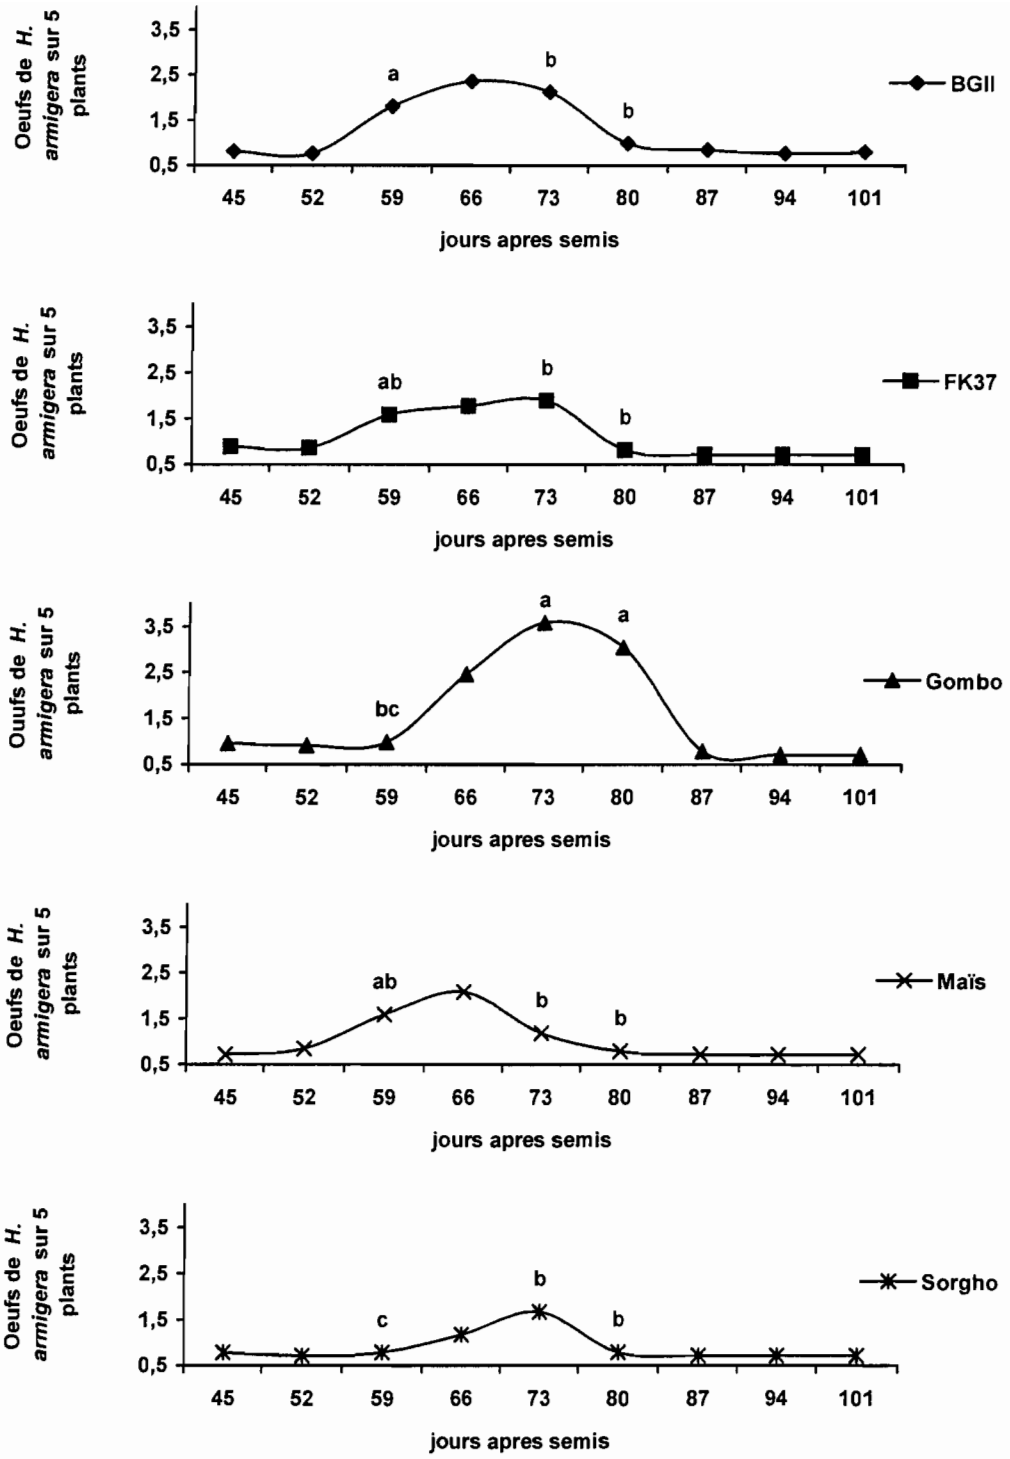 Oeufs de H.
armigera sur 5
plants
3,5
2,5
1,5
0,5
a
b
b
BGII
45 52 59 66 73 80 87 94 101
jours apres semis
Oeufs de H.
armigera sur 5
plants
3,5
2,5
1,5
0,5
ab
b
b
FK37
45 52 59 66 73 80 87 94 101
jours apres semis
Ouufs de H.
armigera sur 5
plants
3,5
2,5
1,5
0,5
bc
a
a
Gombo
45 52 59 66 73 80 87 94 101
jours apres semis
Oeufs de H.
armigera sur 5
plants
3,5
2,5
1,5
0,5
ab
b
b
Maïs
45 52 59 66 73 80 87 94 101
jours apres semis
Oeufs de H.
armigera sur 5
plants
3,5
2,5
1,5
0,5
c
b
b
Sorgho
45 52 59 66 73 80 87 94 101
jours apres semis